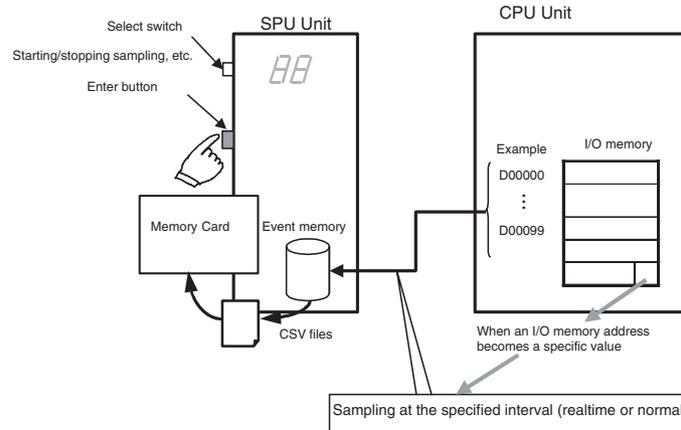 CPU Unit
SPU Unit
Select switch
Starting/stopping sampling, etc.
Enter button
88
I/O memory
Example
D00000
D00099
Memory Card
Event memory
CSV files
When an I/O memory address
becomes a specific value
Sampling at the specified interval (realtime or normal